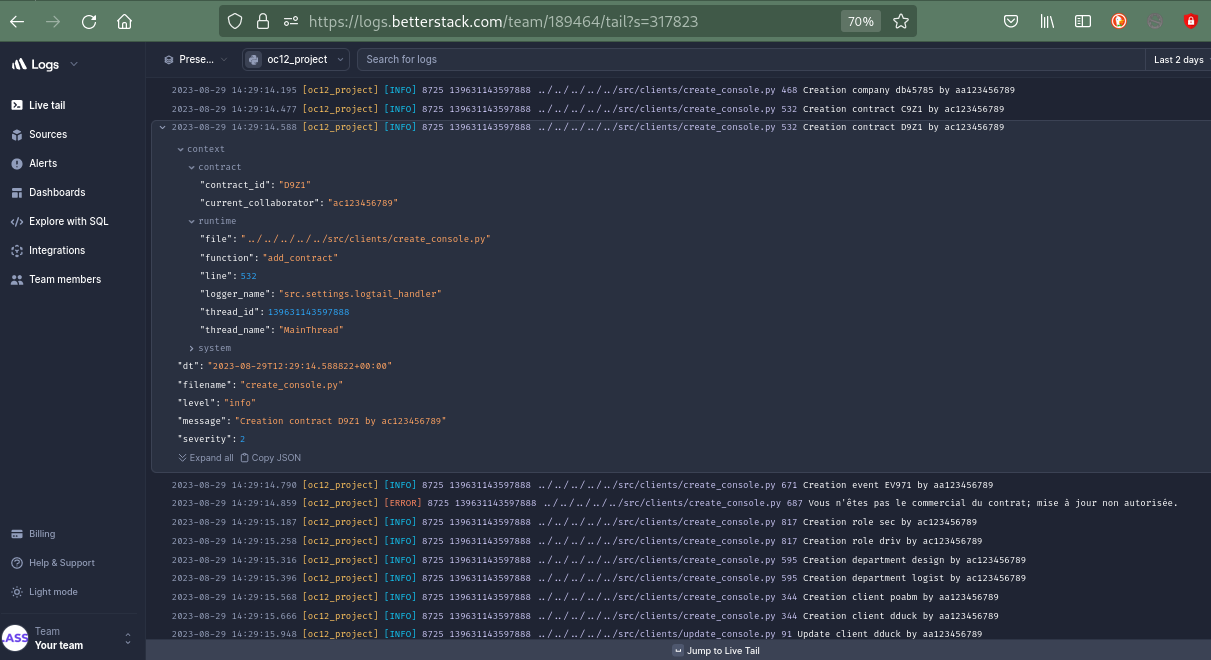 https://logs.betterstack.com/team/189464/tail?s=317823 70%
Logs Prese... oc12_project Search for logs Last 2 days
Live tail
Sources
Alerts
Dashboards
Explore with SQL
Integrations
Team members
2023-08-29 14:29:14.195 [oc12_project] [INFO] 8725 139631143597888 ../../../../../src/clients/create_console.py 468 Creation company db45785 by aa123456789
2023-08-29 14:29:14.477 [oc12_project] [INFO] 8725 139631143597888 ../../../../../src/clients/create_console.py 532 Creation contract C9Z1 by ac123456789
2023-08-29 14:29:14.588 [oc12_project] [INFO] 8725 139631143597888 ../../../../../src/clients/create_console.py 532 Creation contract D9Z1 by ac123456789
context
contract
"contract_id": "D9Z1"
"current_collaborator": "ac123456789"
runtime
"file": "../../../../../src/clients/create_console.py"
"function": "add_contract"
"line": 532
"logger_name": "src.settings.logtail_handler"
"thread_id": 139631143597888
"thread_name": "MainThread"
system
"dt": "2023-08-29T12:29:14.588822+00:00"
"filename": "create_console.py"
"level": "info"
"message": "Creation contract D9Z1 by ac123456789"
"severity": 2
Expand all Copy JSON
2023-08-29 14:29:14.790 [oc12_project] [INFO] 8725 139631143597888 ../../../../../src/clients/create_console.py 671 Creation event EV971 by aa123456789
2023-08-29 14:29:14.859 [oc12_project] [ERROR] 8725 139631143597888 ../../../../../src/clients/create_console.py 687 Vous n'êtes pas le commercial du contrat; mise à jour non autorisée.
2023-08-29 14:29:15.187 [oc12_project] [INFO] 8725 139631143597888 ../../../../../src/clients/create_console.py 817 Creation role sec by ac123456789
2023-08-29 14:29:15.258 [oc12_project] [INFO] 8725 139631143597888 ../../../../../src/clients/create_console.py 817 Creation role driv by ac123456789
2023-08-29 14:29:15.316 [oc12_project] [INFO] 8725 139631143597888 ../../../../../src/clients/create_console.py 595 Creation department design by ac123456789
2023-08-29 14:29:15.396 [oc12_project] [INFO] 8725 139631143597888 ../../../../../src/clients/create_console.py 595 Creation department logist by ac123456789
2023-08-29 14:29:15.568 [oc12_project] [INFO] 8725 139631143597888 ../../../../../src/clients/create_console.py 344 Creation client poabm by aa123456789
2023-08-29 14:29:15.666 [oc12_project] [INFO] 8725 139631143597888 ../../../../../src/clients/create_console.py 344 Creation client dduck by aa123456789
2023-08-29 14:29:15.948 [oc12_project] [INFO] 8725 139631143597888 ../../../../../src/clients/update_console.py 91 Update client dduck by aa123456789
Jump to Live Tail
Billing
Help & Support
Light mode
ASS
Team
Your team